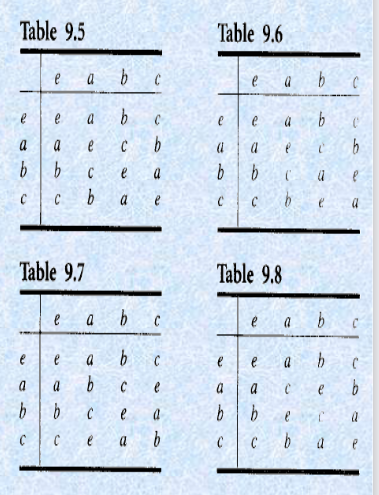 Table 9.5
e a b c
e e a b c
a a e c b
b b c e a
c c b a e
Table 9.6
e a b c
e e a b c
a a e c b
b b c a e
c c b e a
Table 9.7
e a b c
e e a b c
a a b c e
b b c e a
c c e a b
Table 9.8
e a b c
e e a b c
a a c e b
b b e c a
c c b a e